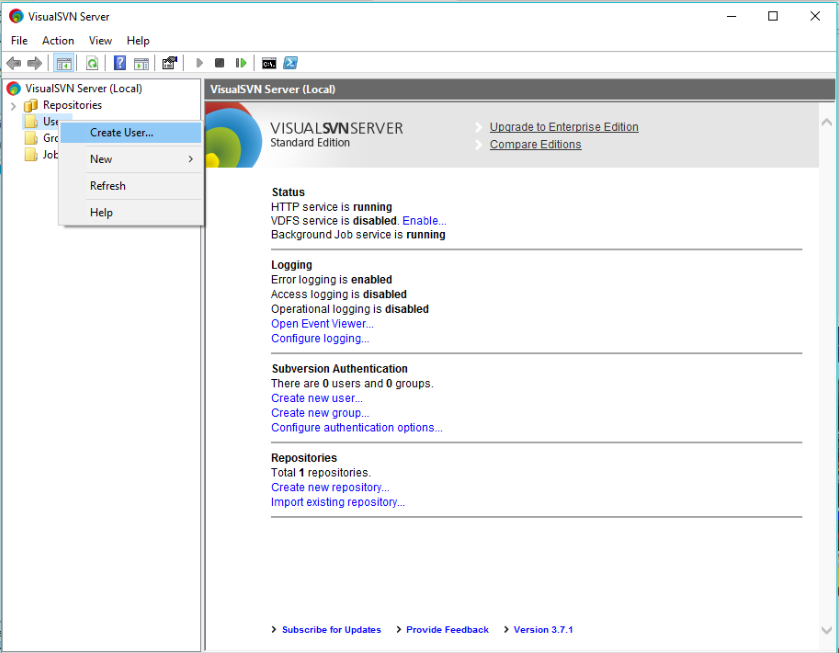 VisualSVN Server
File Action View Help
VisualSVN Server (Local)
Repositories
Use
Gro
Job
Create User...
New
Refresh
Help
VisualSVN Server (Local)
VISUALSVNSERVER
Standard Edition
Upgrade to Enterprise Edition
Compare Editions
Status
HTTP service is running
VDFS service is disabled. Enable...
Background Job service is running
Logging
Error logging is enabled
Access logging is disabled
Operational logging is disabled
Open Event Viewer...
Configure logging...
Subversion Authentication
There are 0 users and 0 groups.
Create new user...
Create new group...
Configure authentication options...
Repositories
Total 1 repositories.
Create new repository...
Import existing repository...
Subscribe for Updates Provide Feedback Version 3.7.1